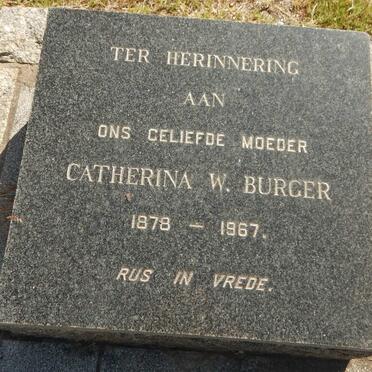 TER HERINNERING
AAN
ONS GELIEFDE MOEDER
CATHERINA W. BURGER
1878 – 1967.
RUS IN VREDE.